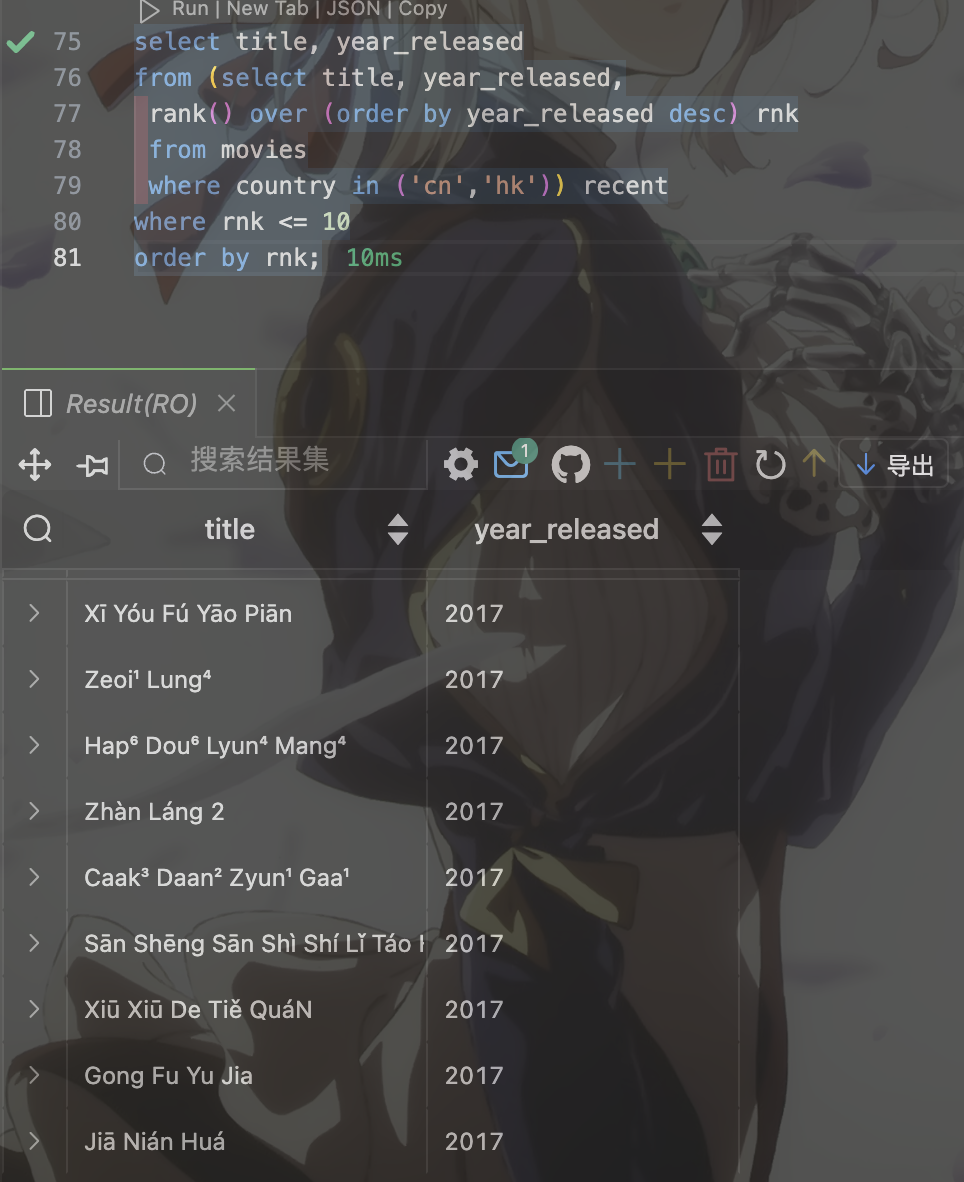 Run | New Tab | JSON | Copy
75 select title, year_released
76 from (select title, year_released,
77 rank() over (order by year_released desc) rnk
78 from movies
79 where country in ('cn','hk')) recent
80 where rnk <= 10
81 order by rnk; 10ms
Result(RO)
搜索结果集 1 导出
title year_released
Xī Yóu Fú Yāo Piān 2017
Zeoi¹ Lung⁴ 2017
Hap⁶ Dou⁶ Lyun⁴ Mang⁴ 2017
Zhàn Láng 2 2017
Caak³ Daan² Zyun¹ Gaa¹ 2017
Sān Shēng Sān Shì Shí Lǐ Táo 2017
Xiū Xiū De Tiě QuáN 2017
Gong Fu Yu Jia 2017
Jiā Nián Huá 2017